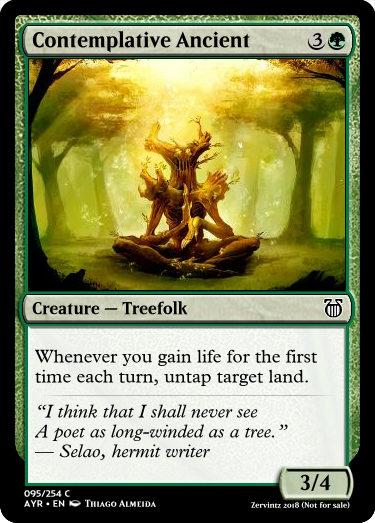 Contemplative Ancient 3
Creature — Treefolk
Whenever you gain life for the first
time each turn, untap target land.
“I think that I shall never see
A poet as long-winded as a tree.”
— Selao, hermit writer
3/4
095/254 C
AYR • EN Thiago Almeida
Zervintz 2018 (Not for sale)